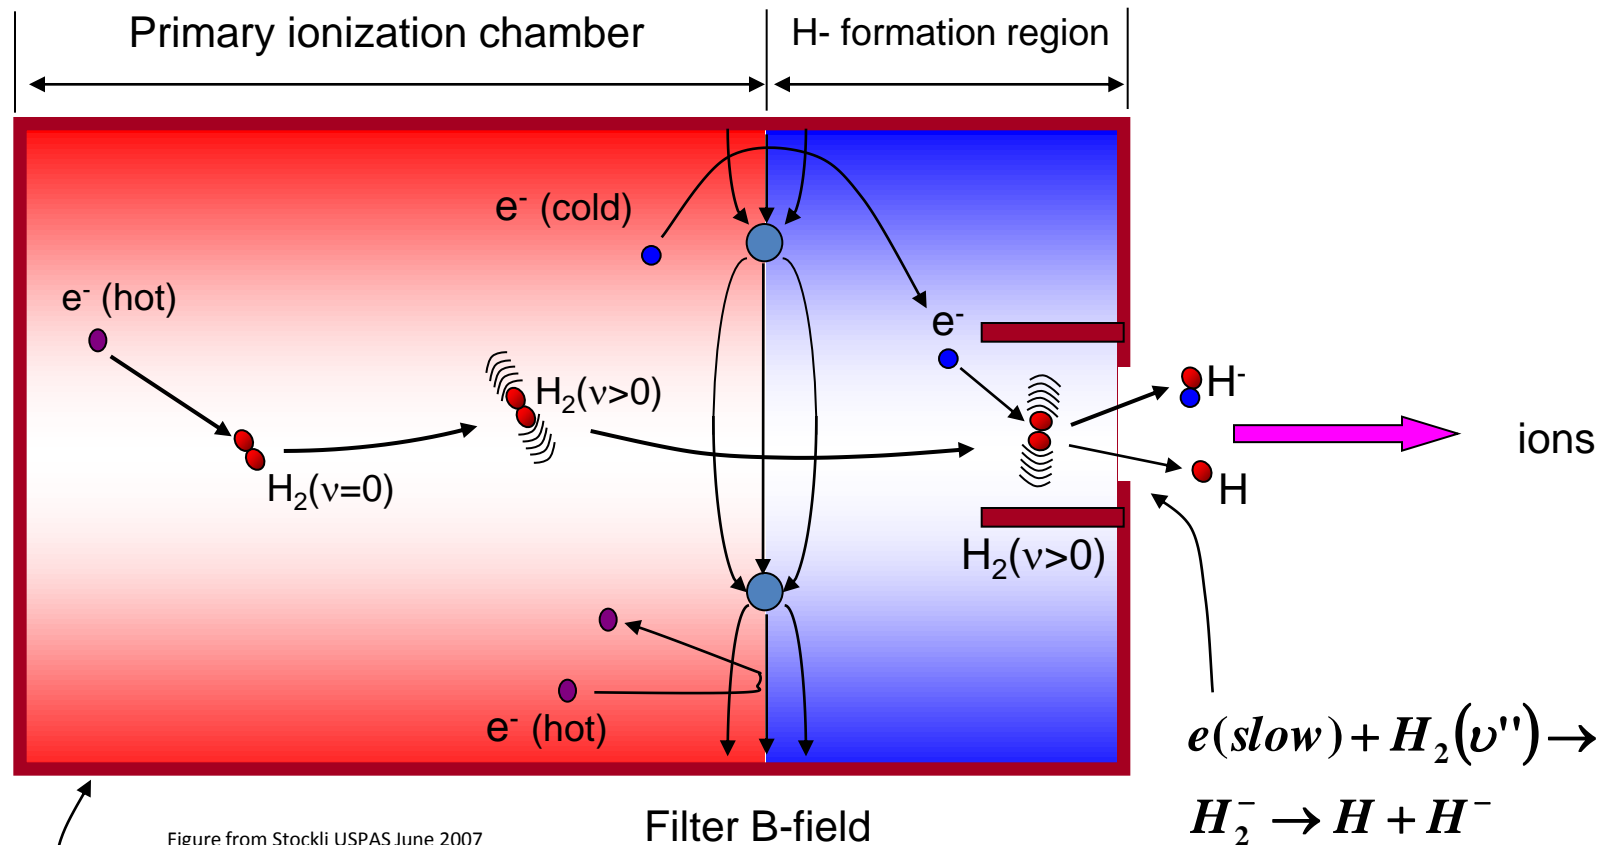 Primary ionization chamber
H- formation region
e- (cold)
e- (hot)
e-
H2(ν>0)
H-
ions
H2(ν=0)
H
H2(ν>0)
e- (hot)
e(slow) + H2(υ'') →
H2- → H + H-
Filter B-field
Figure from Stockli USPAS June 2007